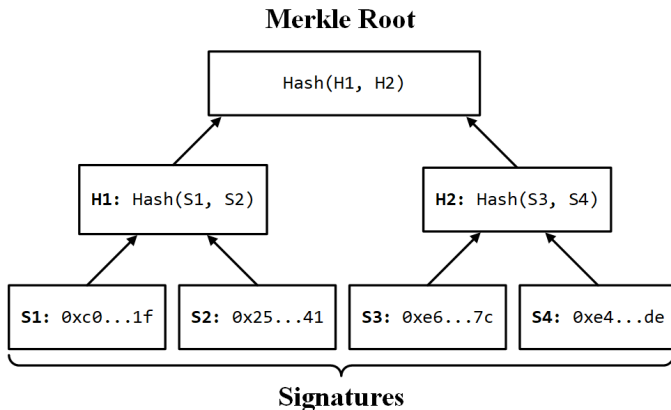 Merkle Root
Hash(H1, H2)
H1: Hash(S1, S2)
H2: Hash(S3, S4)
S1: 0xc0...1f
S2: 0x25...41
S3: 0xe6...7c
S4: 0xe4...de
Signatures